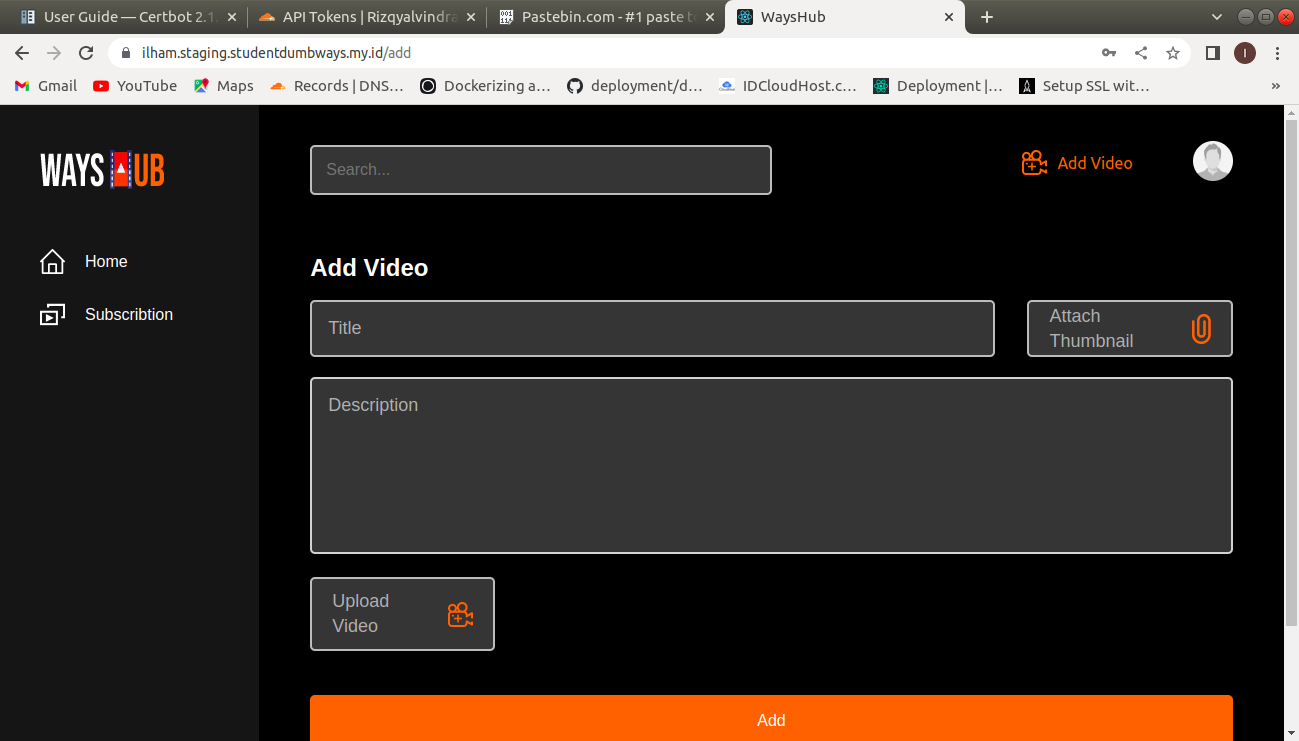 User Guide — Certbot 2.1.
API Tokens | Rizqyalvindra
Pastebin.com - #1 paste to
WaysHub
ilham.staging.studentdumbways.my.id/add
I
Gmail
YouTube
Maps
Records | DNS...
Dockerizing a...
deployment/d...
IDCloudHost.c...
Deployment |...
Setup SSL wit...
»
WAYS UB
Search...
Add Video
Home
Subscribtion
Add Video
Title
Attach
Thumbnail
Description
Upload
Video
Add